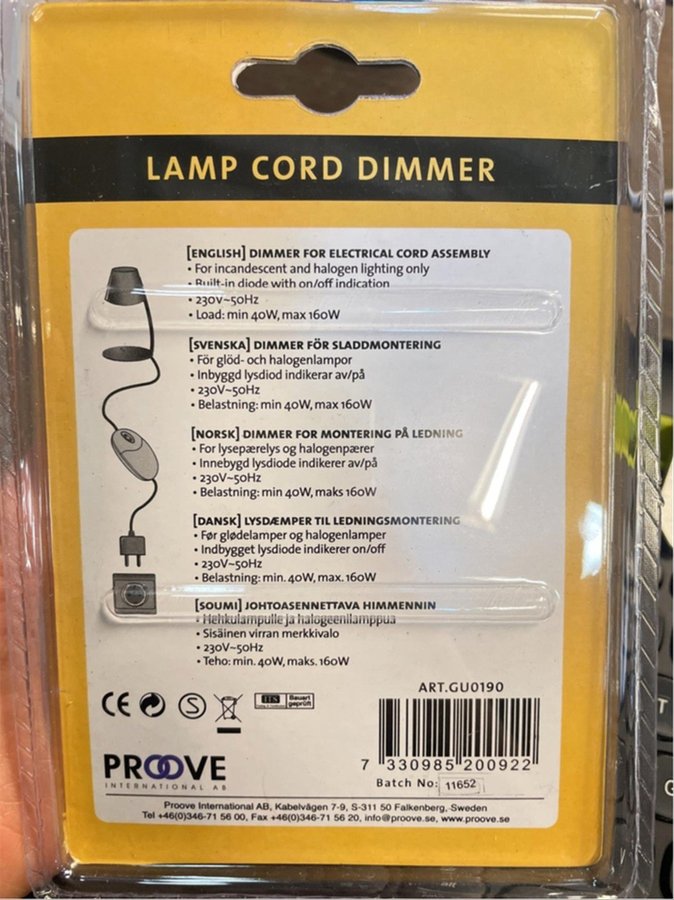 LAMP CORD DIMMER
[ENGLISH] DIMMER FOR ELECTRICAL CORD ASSEMBLY
• For incandescent and halogen lighting only
• Built-in diode with on/off indication
• 230V~50Hz
• Load: min 40W, max 160W
[SVENSKA] DIMMER FÖR SLADDMONTERING
• För glöd- och halogenlampor
• Inbyggd lysdiod indikerar av/på
• 230V~50Hz
• Belastning: min 40W, max 160W
[NORSK] DIMMER FOR MONTERING PÅ LEDNING
• For lysepærelys og halogenpærer
• Innebygd lysdiode indikerer av/på
• 230V~50Hz
• Belastning: min 40W, maks 160W
[DANSK] LYSDÆMPER TIL LEDNINGSMONTERING
• Før glødelamper og halogenlamper
• Indbygget lysdiode indikerer on/off
• 230V~50Hz
• Belastning: min. 40W, max. 160W
[SOUMI] JOHTOASENNETTAVA HIMMENNIN
• Hehkulampulle ja halogeenilamppua
• Sisäinen virran merkkivalo
• 230V~50Hz
• Teho: min. 40W, maks. 160W
ART.GU0190
CE S ITS Bauart geprüft
7 330985 200922
PROOVE
INTERNATIONAL AB
Batch No: 11652
Proove International AB, Kabelvägen 7-9, S-311 50 Falkenberg, Sweden
Tel +46(0)346-71 56 00, Fax +46(0)346-71 56 20, info@proove.se, www.proove.se